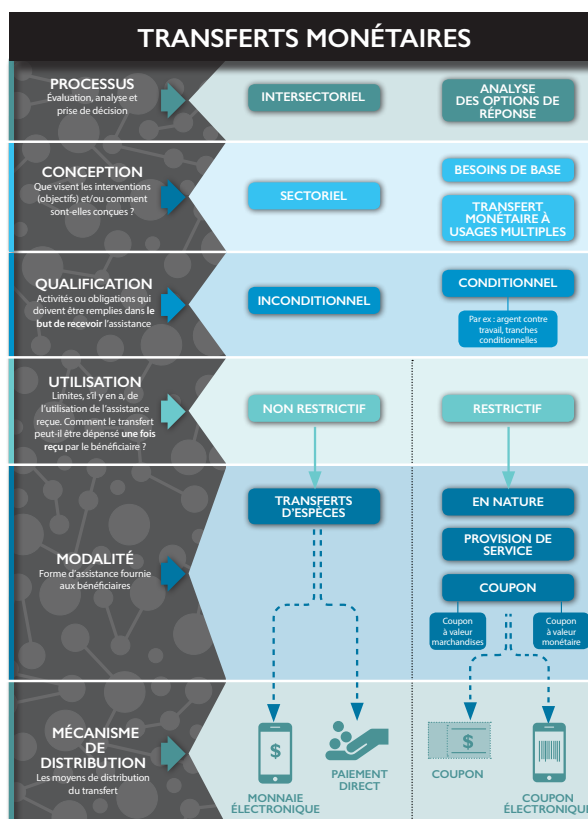 TRANSFERTS MONÉTAIRES
PROCESSUS
Évaluation, analyse et
prise de décision
INTERSECTORIEL
ANALYSE
DES OPTIONS DE
RÉPONSE
CONCEPTION
Que visent les interventions
(objectifs) et/ou comment
sont-elles conçues ?
SECTORIEL
BESOINS DE BASE
TRANSFERT
MONÉTAIRE À
USAGES MULTIPLES
QUALIFICATION
Activités ou obligations qui
doivent être remplies dans le
but de recevoir l'assistance
INCONDITIONNEL
CONDITIONNEL
Par ex : argent contre
travail, tranches
conditionnelles
UTILISATION
Limites, s'il y en a, de
l'utilisation de l'assistance
reçue. Comment le transfert
peut-il être dépensé une fois
reçu par le bénéficiaire ?
NON RESTRICTIF
RESTRICTIF
MODALITÉ
Forme d'assistance fournie
aux bénéficiaires
TRANSFERTS
D'ESPÈCES
EN NATURE
PROVISION DE
SERVICE
COUPON
Coupon
à valeur
marchandises
Coupon
à valeur
monétaire
MÉCANISME
DE
DISTRIBUTION
Les moyens de distribution
du transfert
$
MONNAIE
ÉLECTRONIQUE
PAIEMENT
DIRECT
$
COUPON
COUPON
ÉLECTRONIQUE